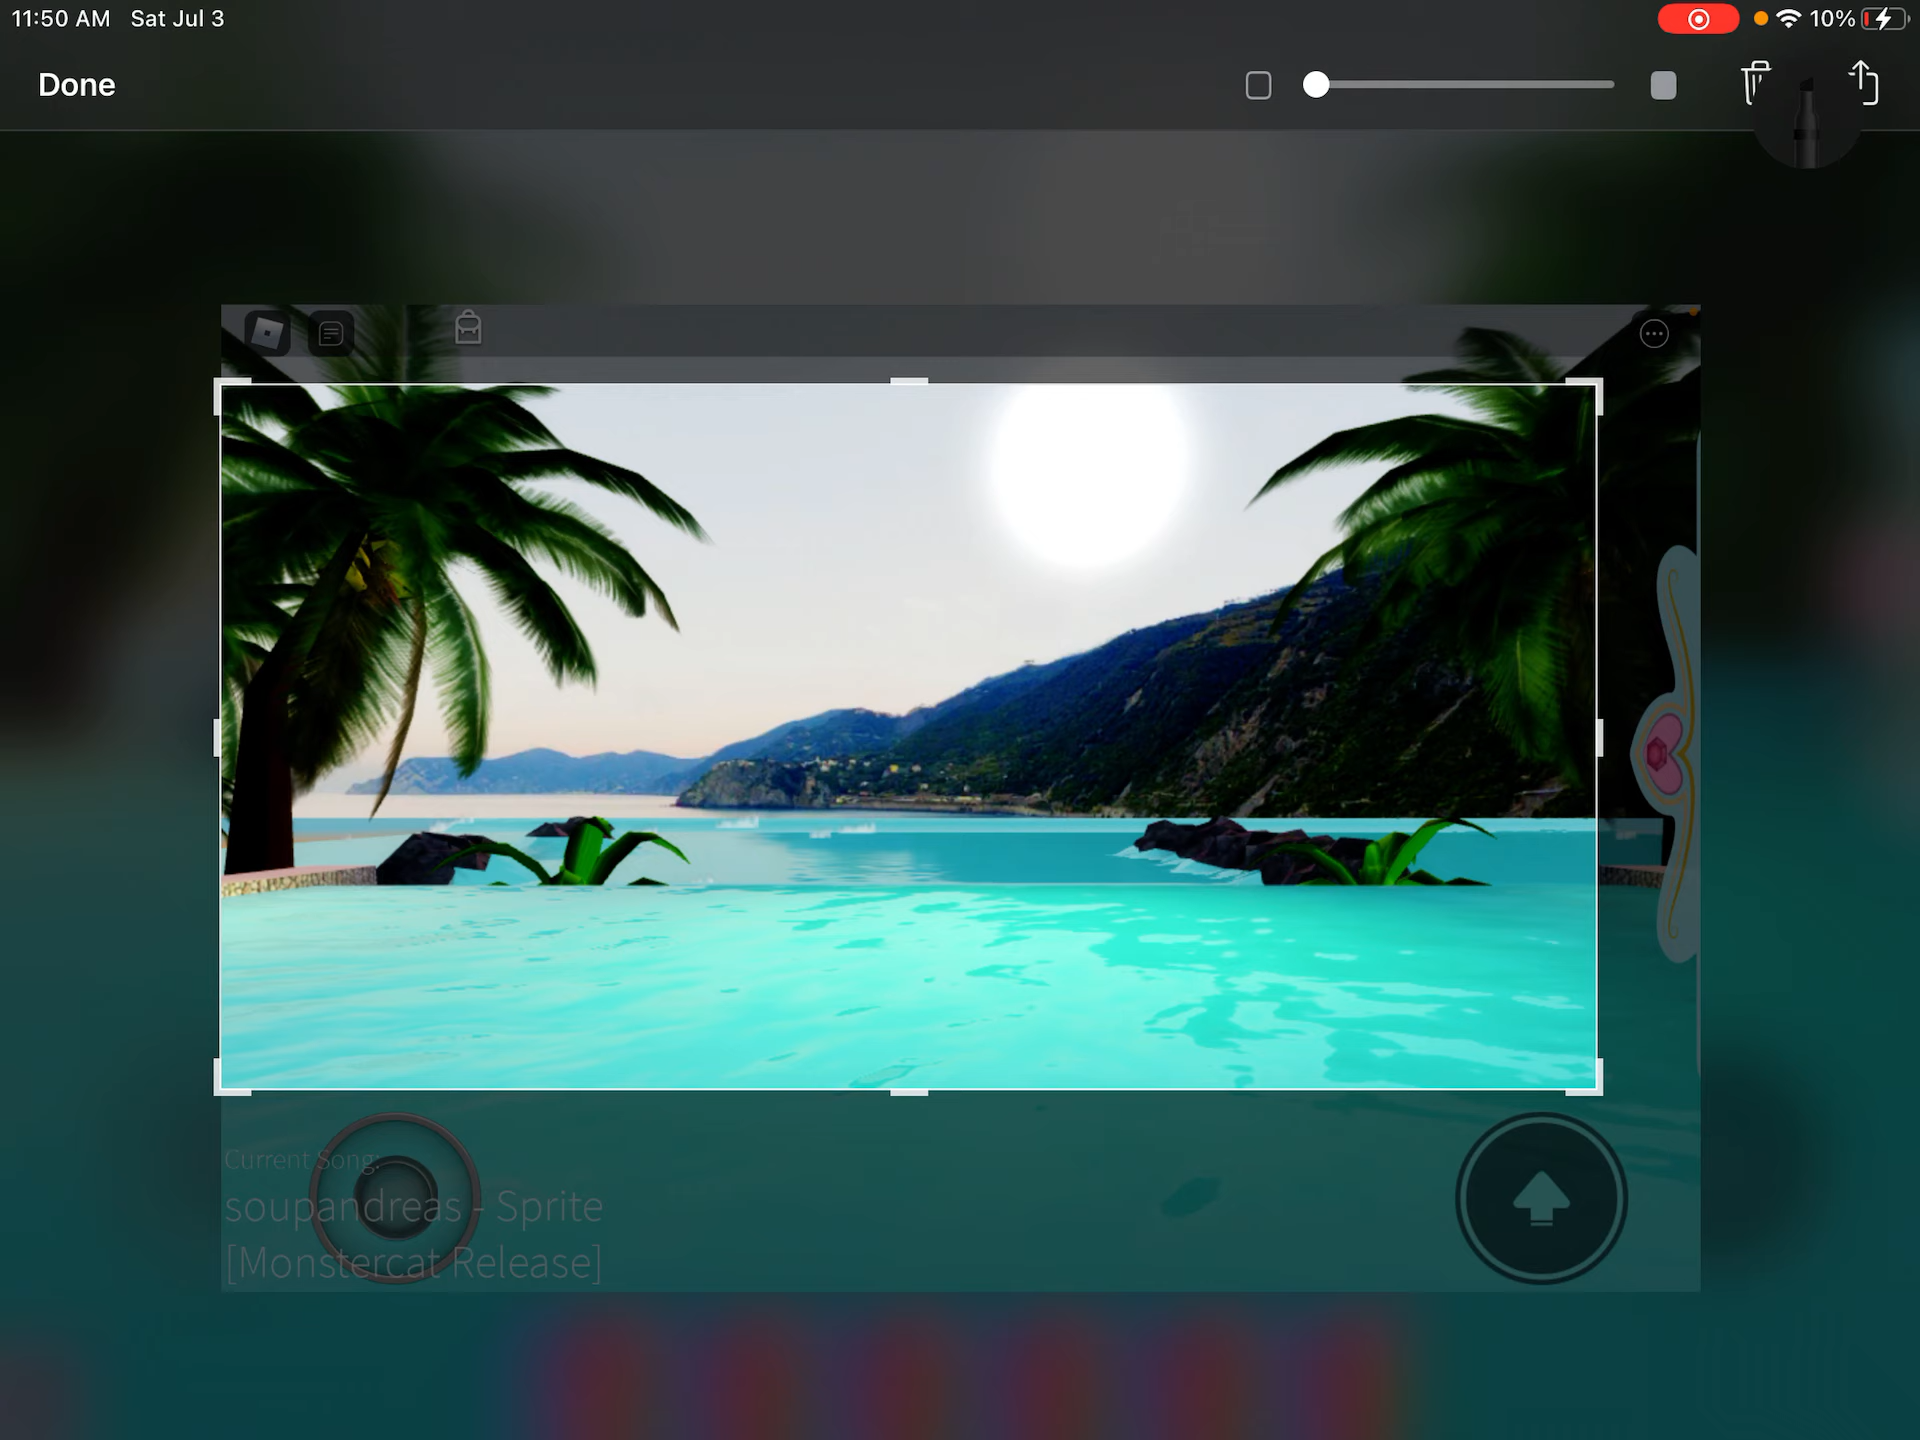 11:50 AM Sat Jul 3
10%
Done
Current Song:
soupandreas - Sprite
[Monstercat Release]